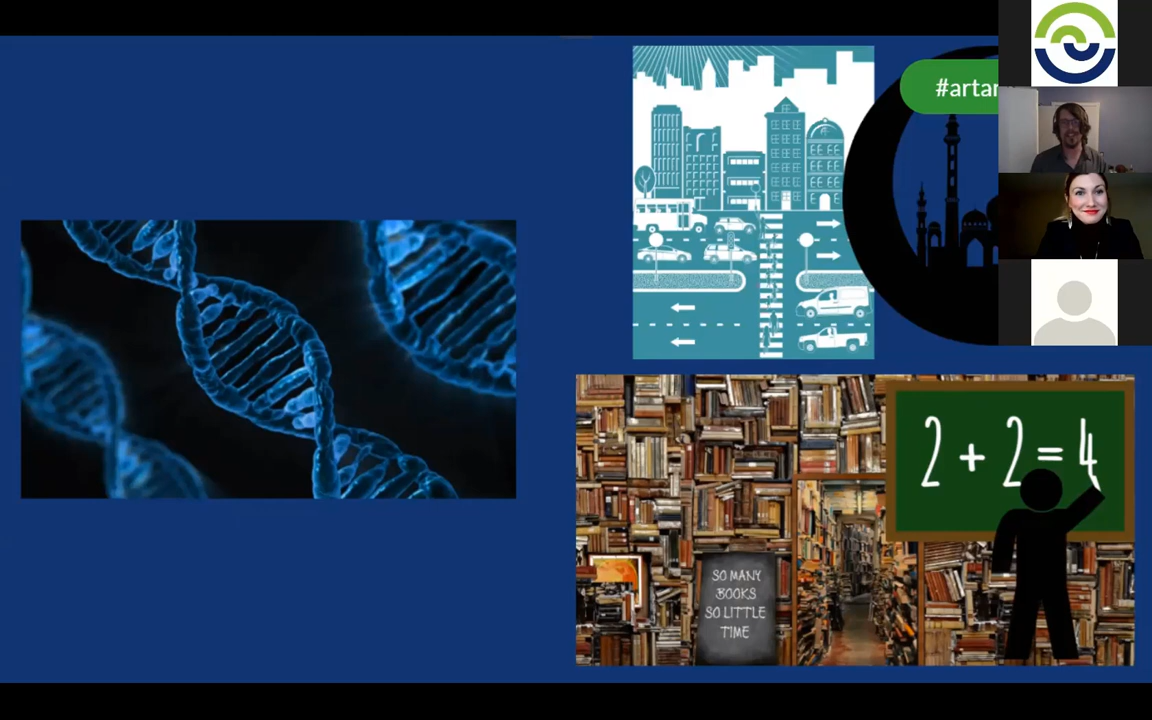 #artar
2 + 2 = 4
SO MANY
BOOKS
SO LITTLE
TIME